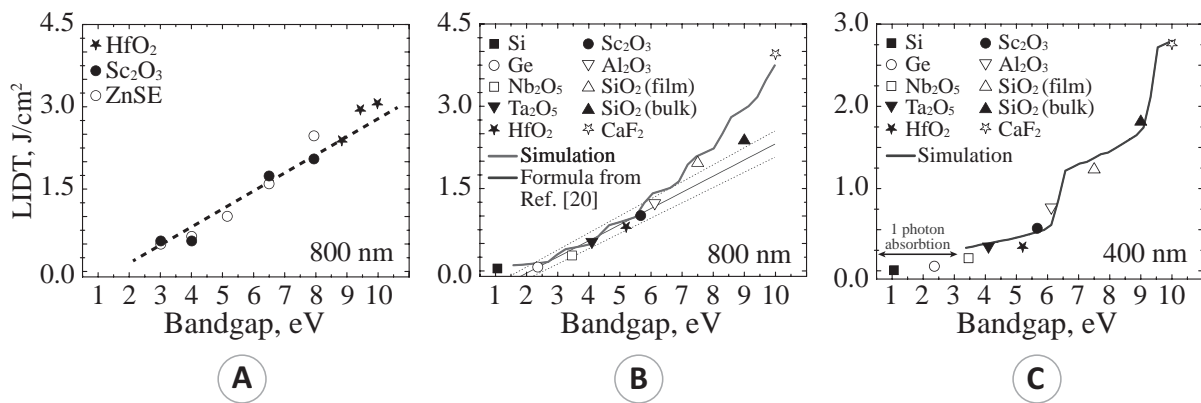 LIDT, J/cm²
4.5
3.0
1.5
0.0
HfO₂
Sc₂O₃
ZnSE
800 nm
1 2 3 4 5 6 7 8 9 10
Bandgap, eV
A
4.5
3.0
1.5
0.0
Si
Ge
Nb₂O₅
Ta₂O₅
HfO₂
Sc₂O₃
Al₂O₃
SiO₂ (film)
SiO₂ (bulk)
CaF₂
Simulation
Formula from
Ref. [20]
800 nm
1 2 3 4 5 6 7 8 9 10
Bandgap, eV
B
3.0
2.0
1.0
0.0
Si
Ge
Nb₂O₅
Ta₂O₅
HfO₂
Sc₂O₃
Al₂O₃
SiO₂ (film)
SiO₂ (bulk)
CaF₂
Simulation
1 photon
absorbtion
400 nm
1 2 3 4 5 6 7 8 9 10
Bandgap, eV
C